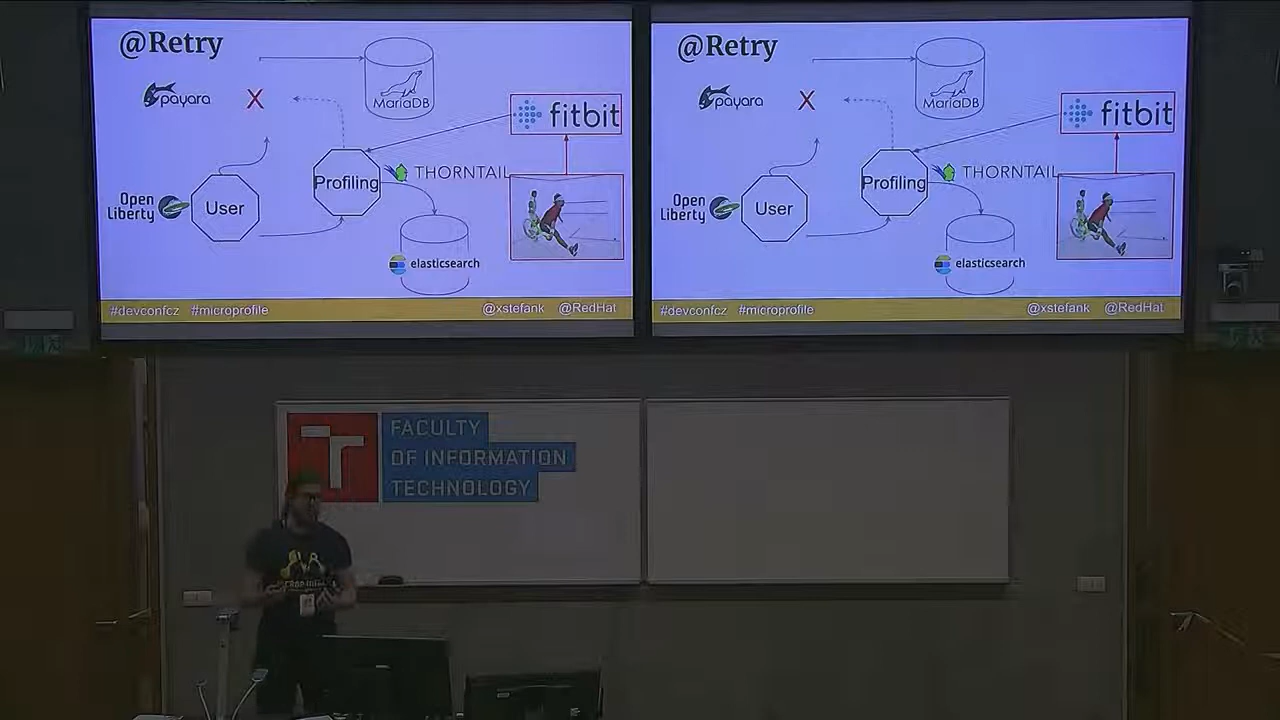 @Retry
payara
X
MariaDB
fitbit
Profiling
THORNTAIL
Open
Liberty
User
elasticsearch
#devconfcz #microprofile
@xstefank @RedHat
@Retry
payara
X
MariaDB
fitbit
Profiling
THORNTAIL
Open
Liberty
User
elasticsearch
#devconfcz #microprofile
@xstefank @RedHat
FACULTY
OF INFORMATION
TECHNOLOGY